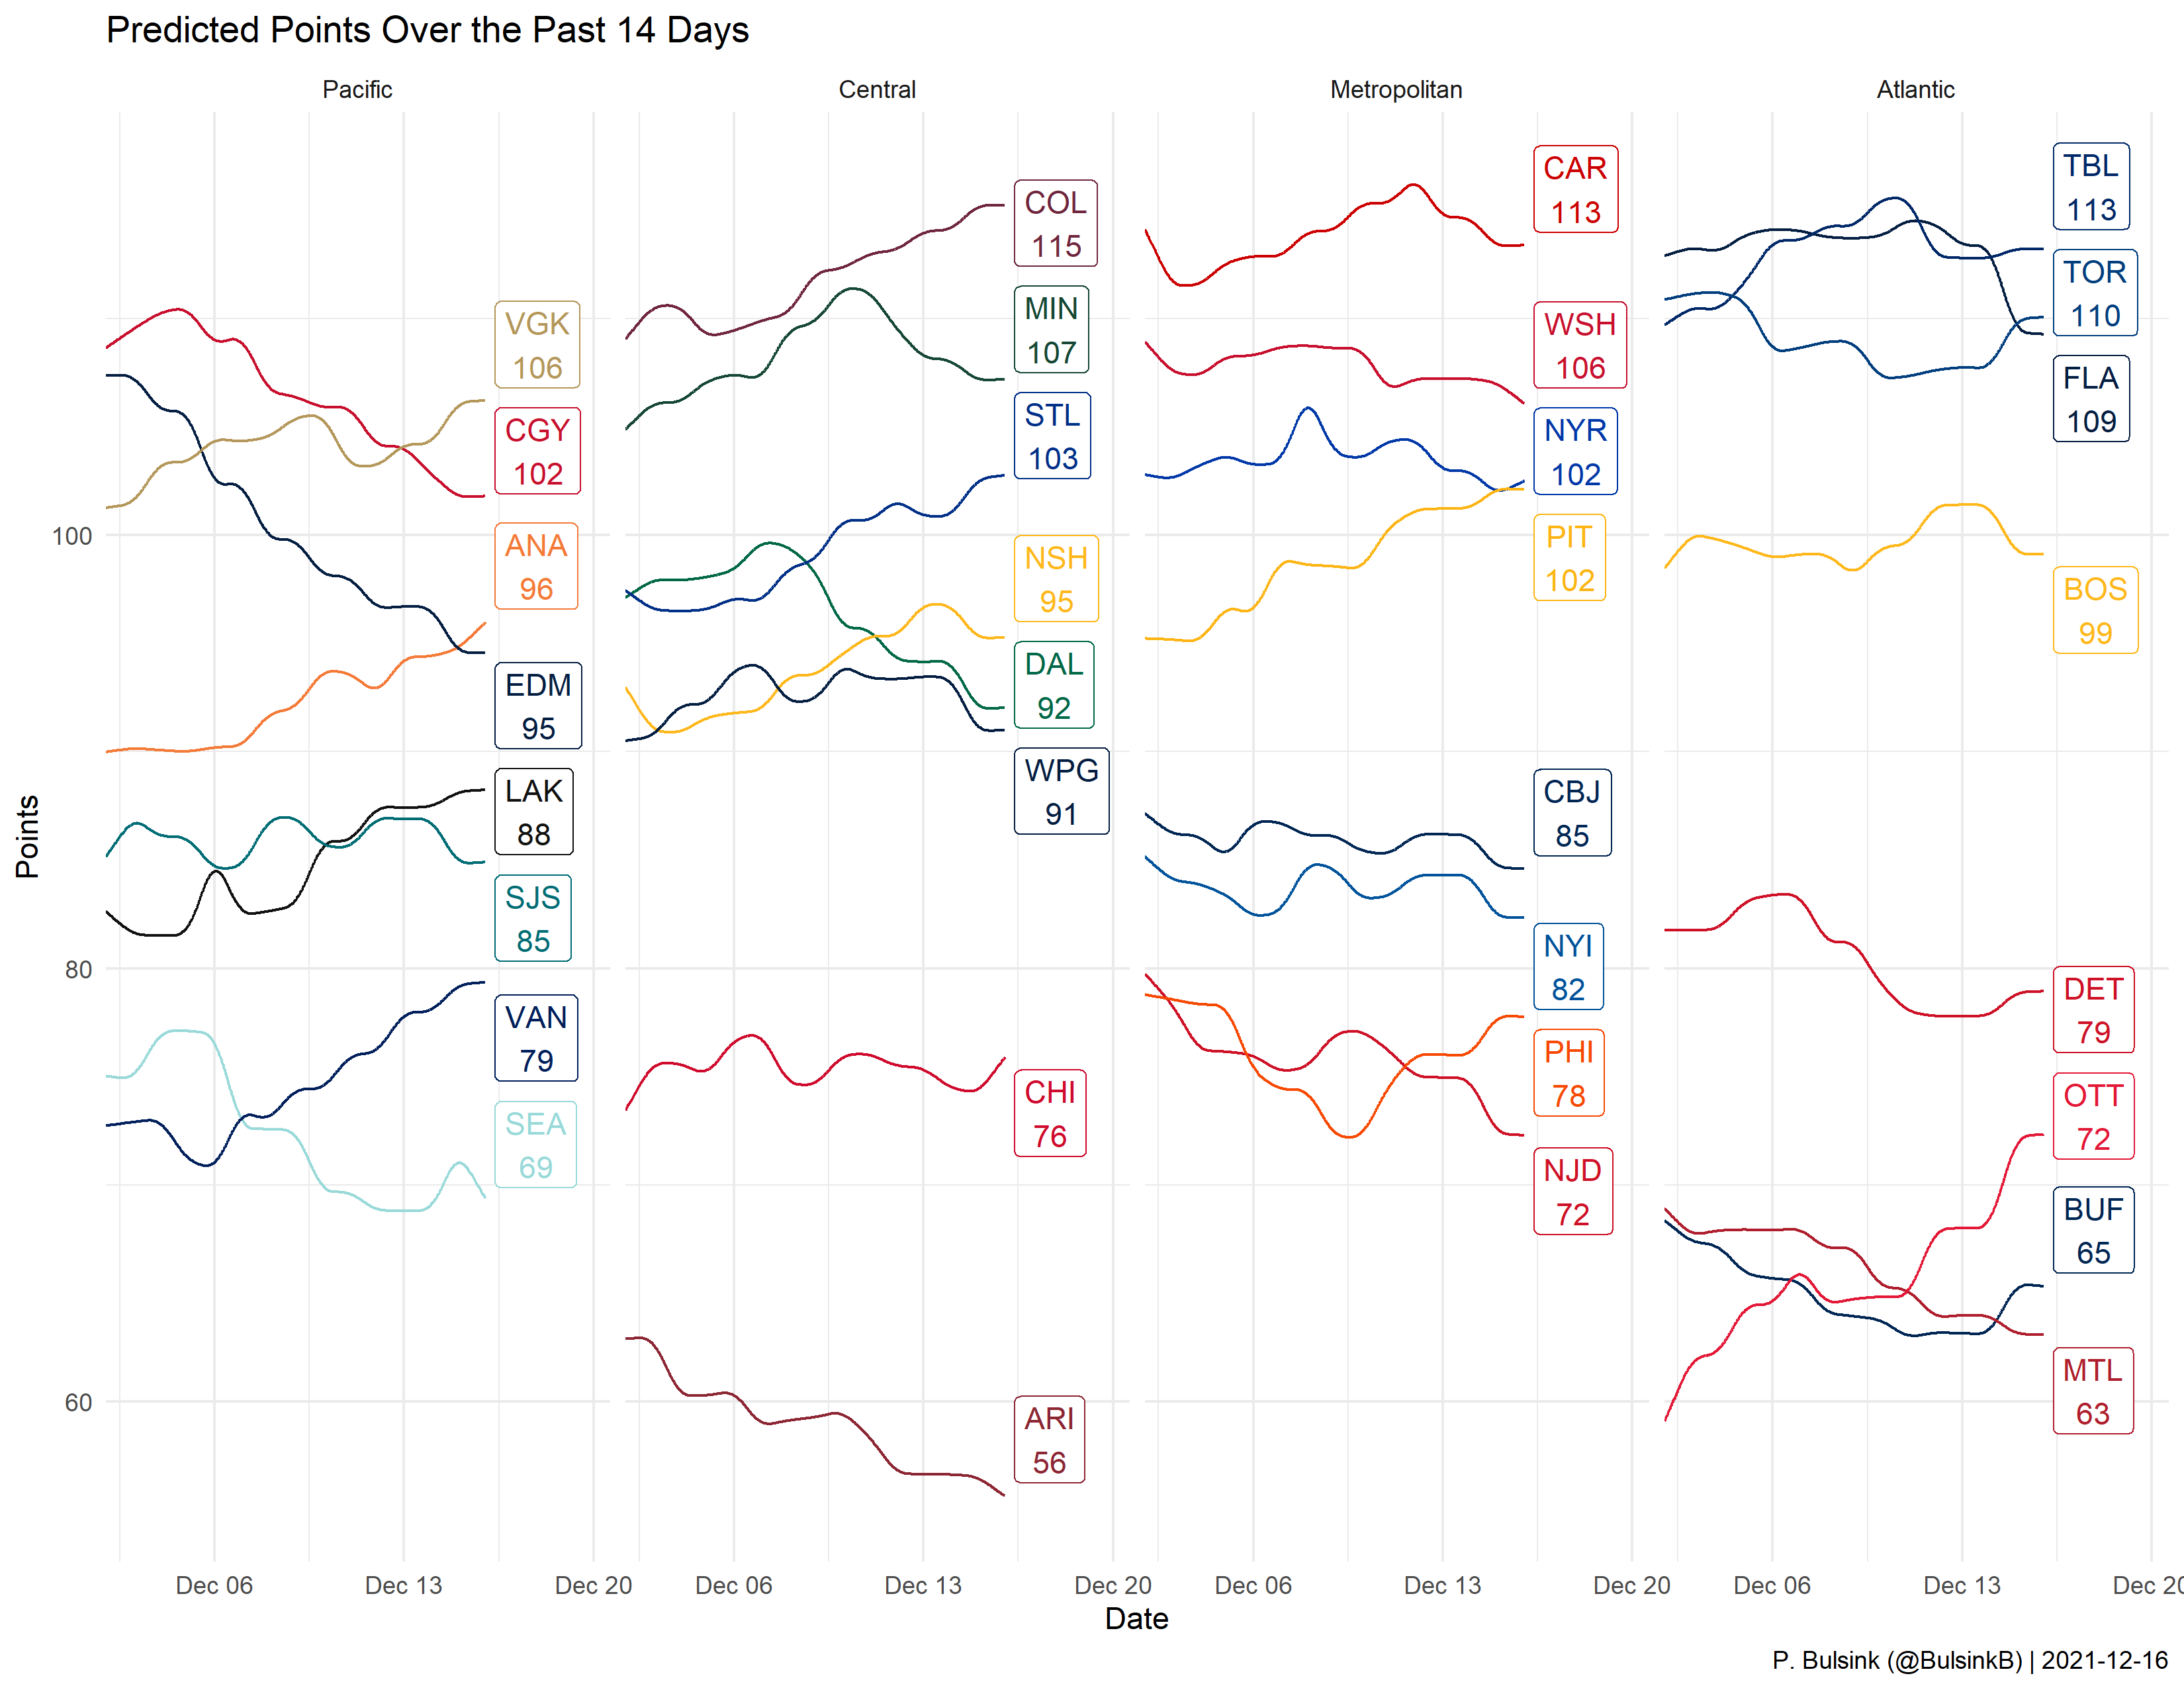 Predicted Points Over the Past 14 Days
Pacific
Central
Metropolitan
Atlantic
Points
100
80
60
VGK
106
CGY
102
ANA
96
EDM
95
LAK
88
SJS
85
VAN
79
SEA
69
COL
115
MIN
107
STL
103
NSH
95
DAL
92
WPG
91
CHI
76
ARI
56
CAR
113
WSH
106
NYR
102
PIT
102
CBJ
85
NYI
82
PHI
78
NJD
72
TBL
113
TOR
110
FLA
109
BOS
99
DET
79
OTT
72
BUF
65
MTL
63
Dec 06 Dec 13 Dec 20
Dec 06 Dec 13 Dec 20
Dec 06 Dec 13 Dec 20
Dec 06 Dec 13 Dec 20
Date
P. Bulsink (@BulsinkB) | 2021-12-16